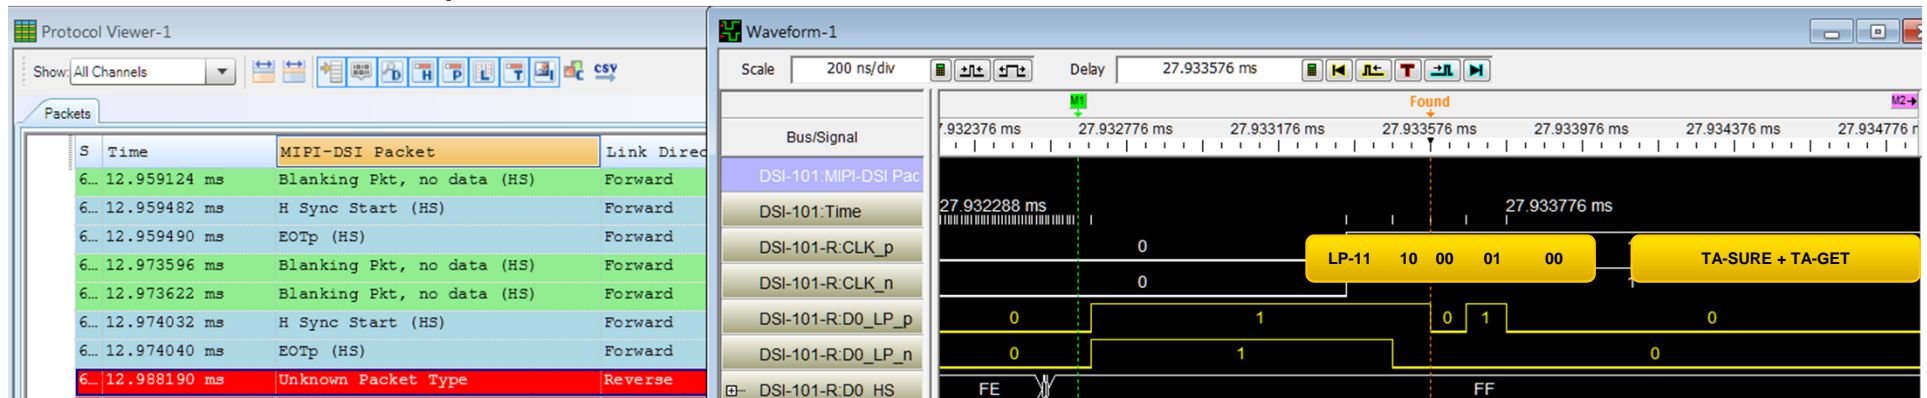 Protocol Viewer-1
Show: All Channels
CSV
Packets
S Time MIPI-DSI Packet Link Direc
6… 12.959124 ms Blanking Pkt, no data (HS) Forward
6… 12.959482 ms H Sync Start (HS) Forward
6… 12.959490 ms EOTp (HS) Forward
6… 12.973596 ms Blanking Pkt, no data (HS) Forward
6… 12.973622 ms Blanking Pkt, no data (HS) Forward
6… 12.974032 ms H Sync Start (HS) Forward
6… 12.974040 ms EOTp (HS) Forward
6… 12.988190 ms Unknown Packet Type Reverse
Waveform-1
Scale 200 ns/div Delay 27.933576 ms
M1 Found M2
Bus/Signal 7.932376 ms 27.932776 ms 27.933176 ms 27.933576 ms 27.933976 ms 27.934376 ms 27.934776 m
DSI-101:MIPI-DSI Pac
DSI-101:Time 27.932288 ms 27.933776 ms
DSI-101-R:CLK_p 0
LP-11 10 00 01 00 TA-SURE + TA-GET
DSI-101-R:CLK_n 0
DSI-101-R:D0_LP_p 0 1 0 1 0
DSI-101-R:D0_LP_n 0 1 0
DSI-101-R:D0_HS FE FF